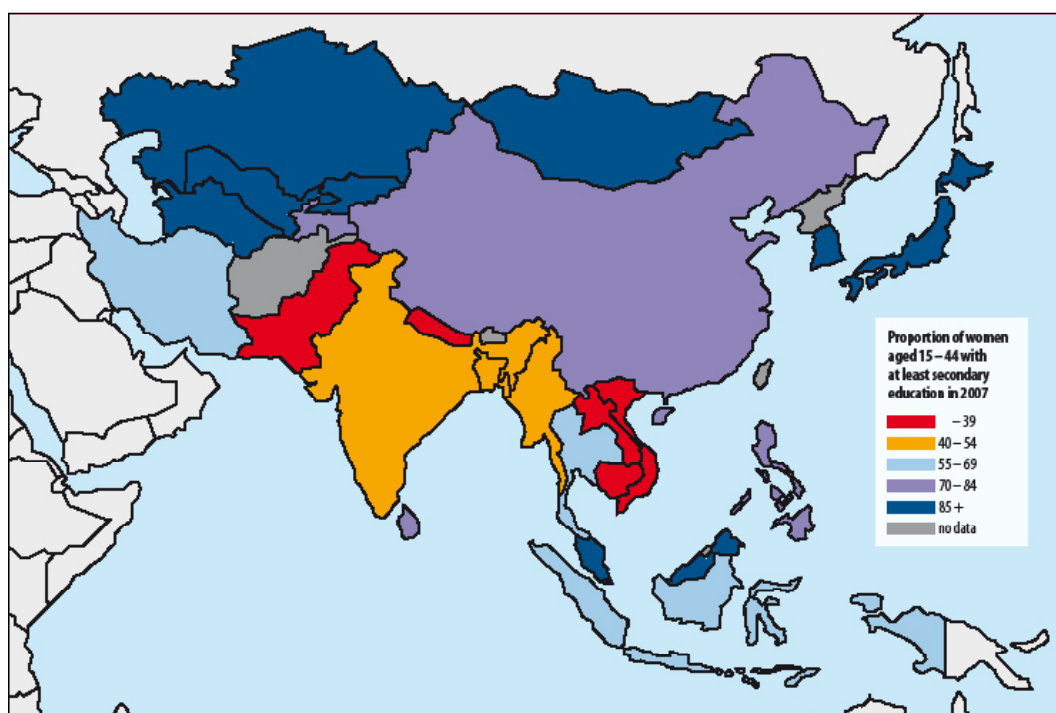 Proportion of women
aged 15 – 44 with
at least secondary
education in 2007
– 39
40 – 54
55 – 69
70 – 84
85 +
no data